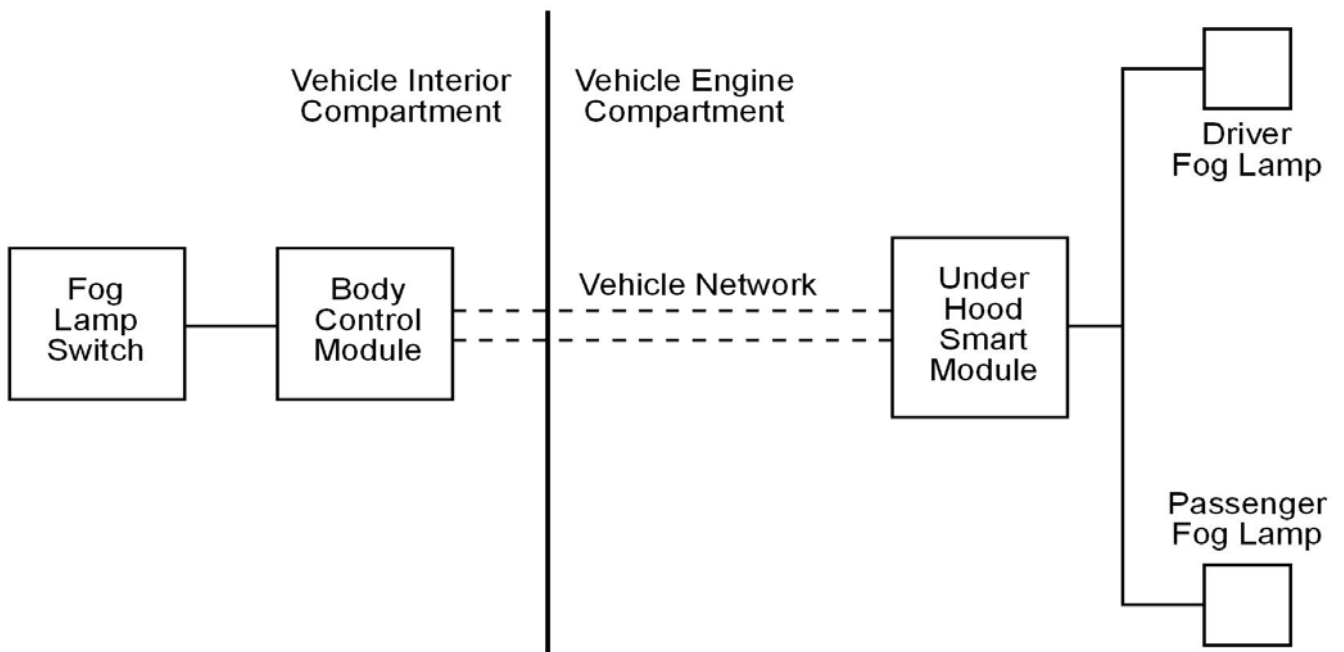 Vehicle Interior
Compartment
Vehicle Engine
Compartment
Driver
Fog Lamp
Fog
Lamp
Switch
Body
Control
Module
Vehicle Network
Under
Hood
Smart
Module
Passenger
Fog Lamp